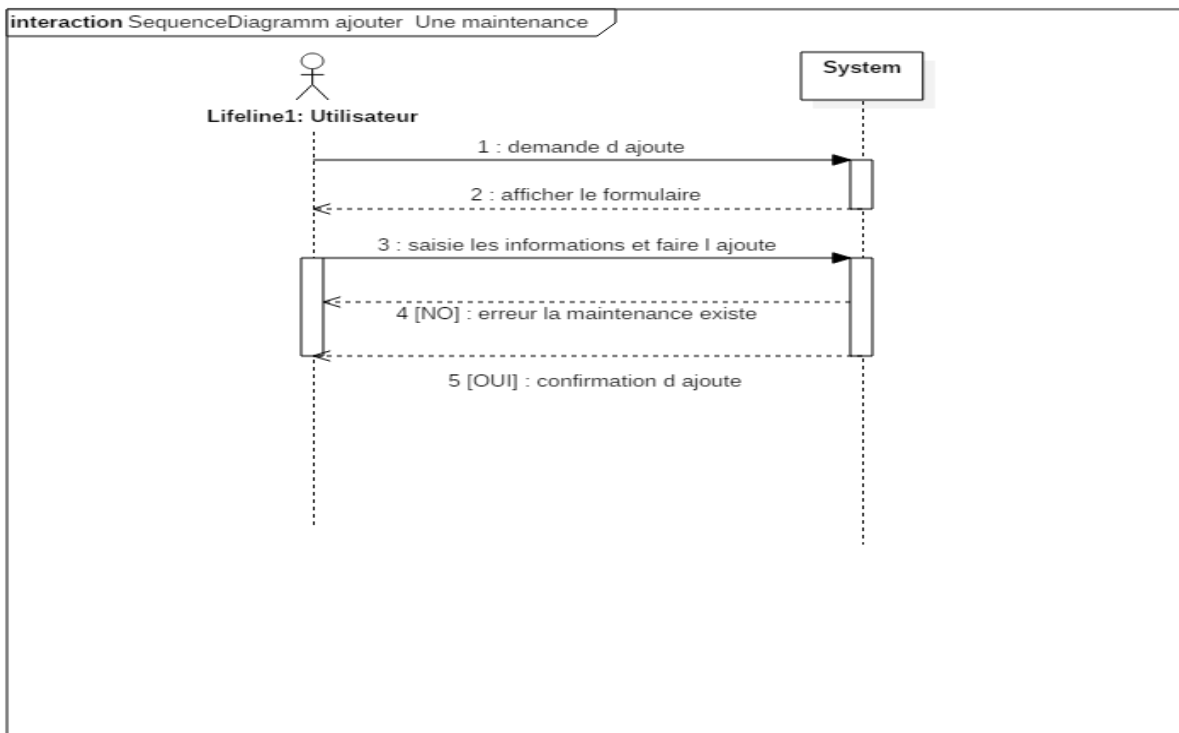 interaction SequenceDiagramm ajouter Une maintenance
System
Lifeline1: Utilisateur
1 : demande d ajoute
2 : afficher le formulaire
3 : saisie les informations et faire l ajoute
4 [NO] : erreur la maintenance existe
5 [OUI] : confirmation d ajoute